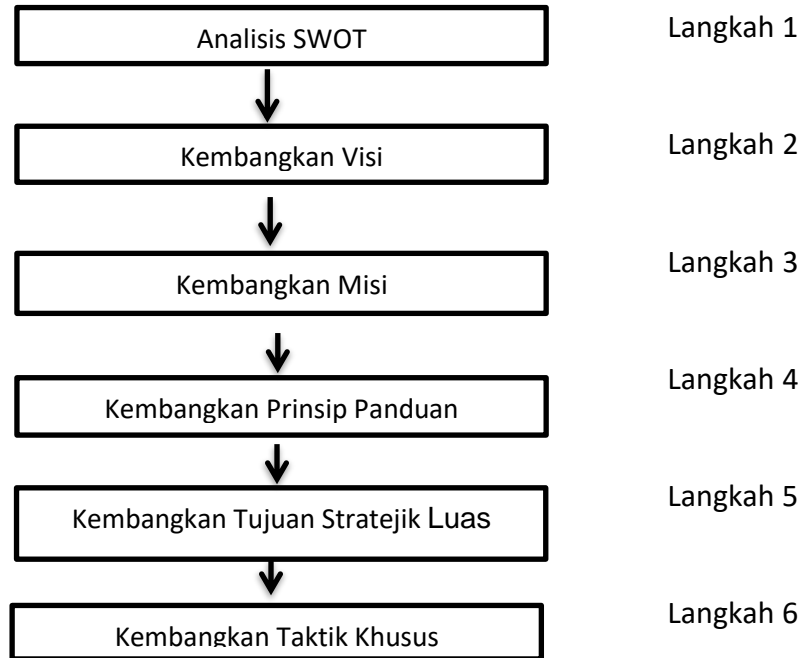 Analisis SWOT
Langkah 1
Kembangkan Visi
Langkah 2
Kembangkan Misi
Langkah 3
Kembangkan Prinsip Panduan
Langkah 4
Kembangkan Tujuan Stratejik Luas
Langkah 5
Kembangkan Taktik Khusus
Langkah 6